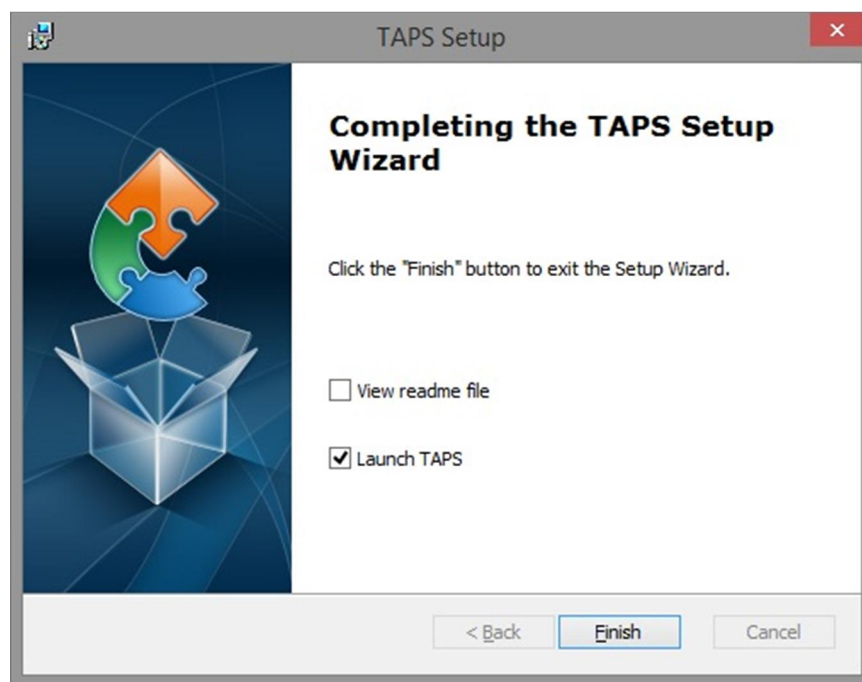 TAPS Setup
Completing the TAPS Setup
Wizard
Click the "Finish" button to exit the Setup Wizard.
View readme file
Launch TAPS
< Back Finish Cancel